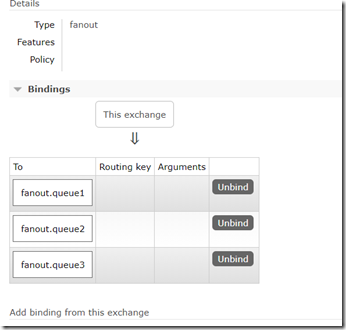 Details
Type fanout
Features
Policy
Bindings
This exchange
⇓
To Routing key Arguments
fanout.queue1 Unbind
fanout.queue2 Unbind
fanout.queue3 Unbind
Add binding from this exchange